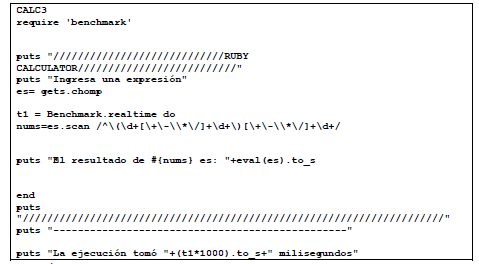 CALC3
require 'benchmark'
puts "////////////////////////////RUBY
CALCULATOR//////////////////////////"
puts "Ingresa una expresión"
es= gets.chomp
t1 = Benchmark.realtime do
nums=es.scan /^\(\d+[\+\-\\*\/]+\d+\)[\+\-\\*\/]+\d+/
puts "El resultado de #{nums} es: "+eval(es).to_s
end
puts
"//////////////////////////////////////////////////////////////////////"
puts "------------------------------------------------"
puts "La ejecución tomó "+(t1*1000).to_s+" milisegundos"